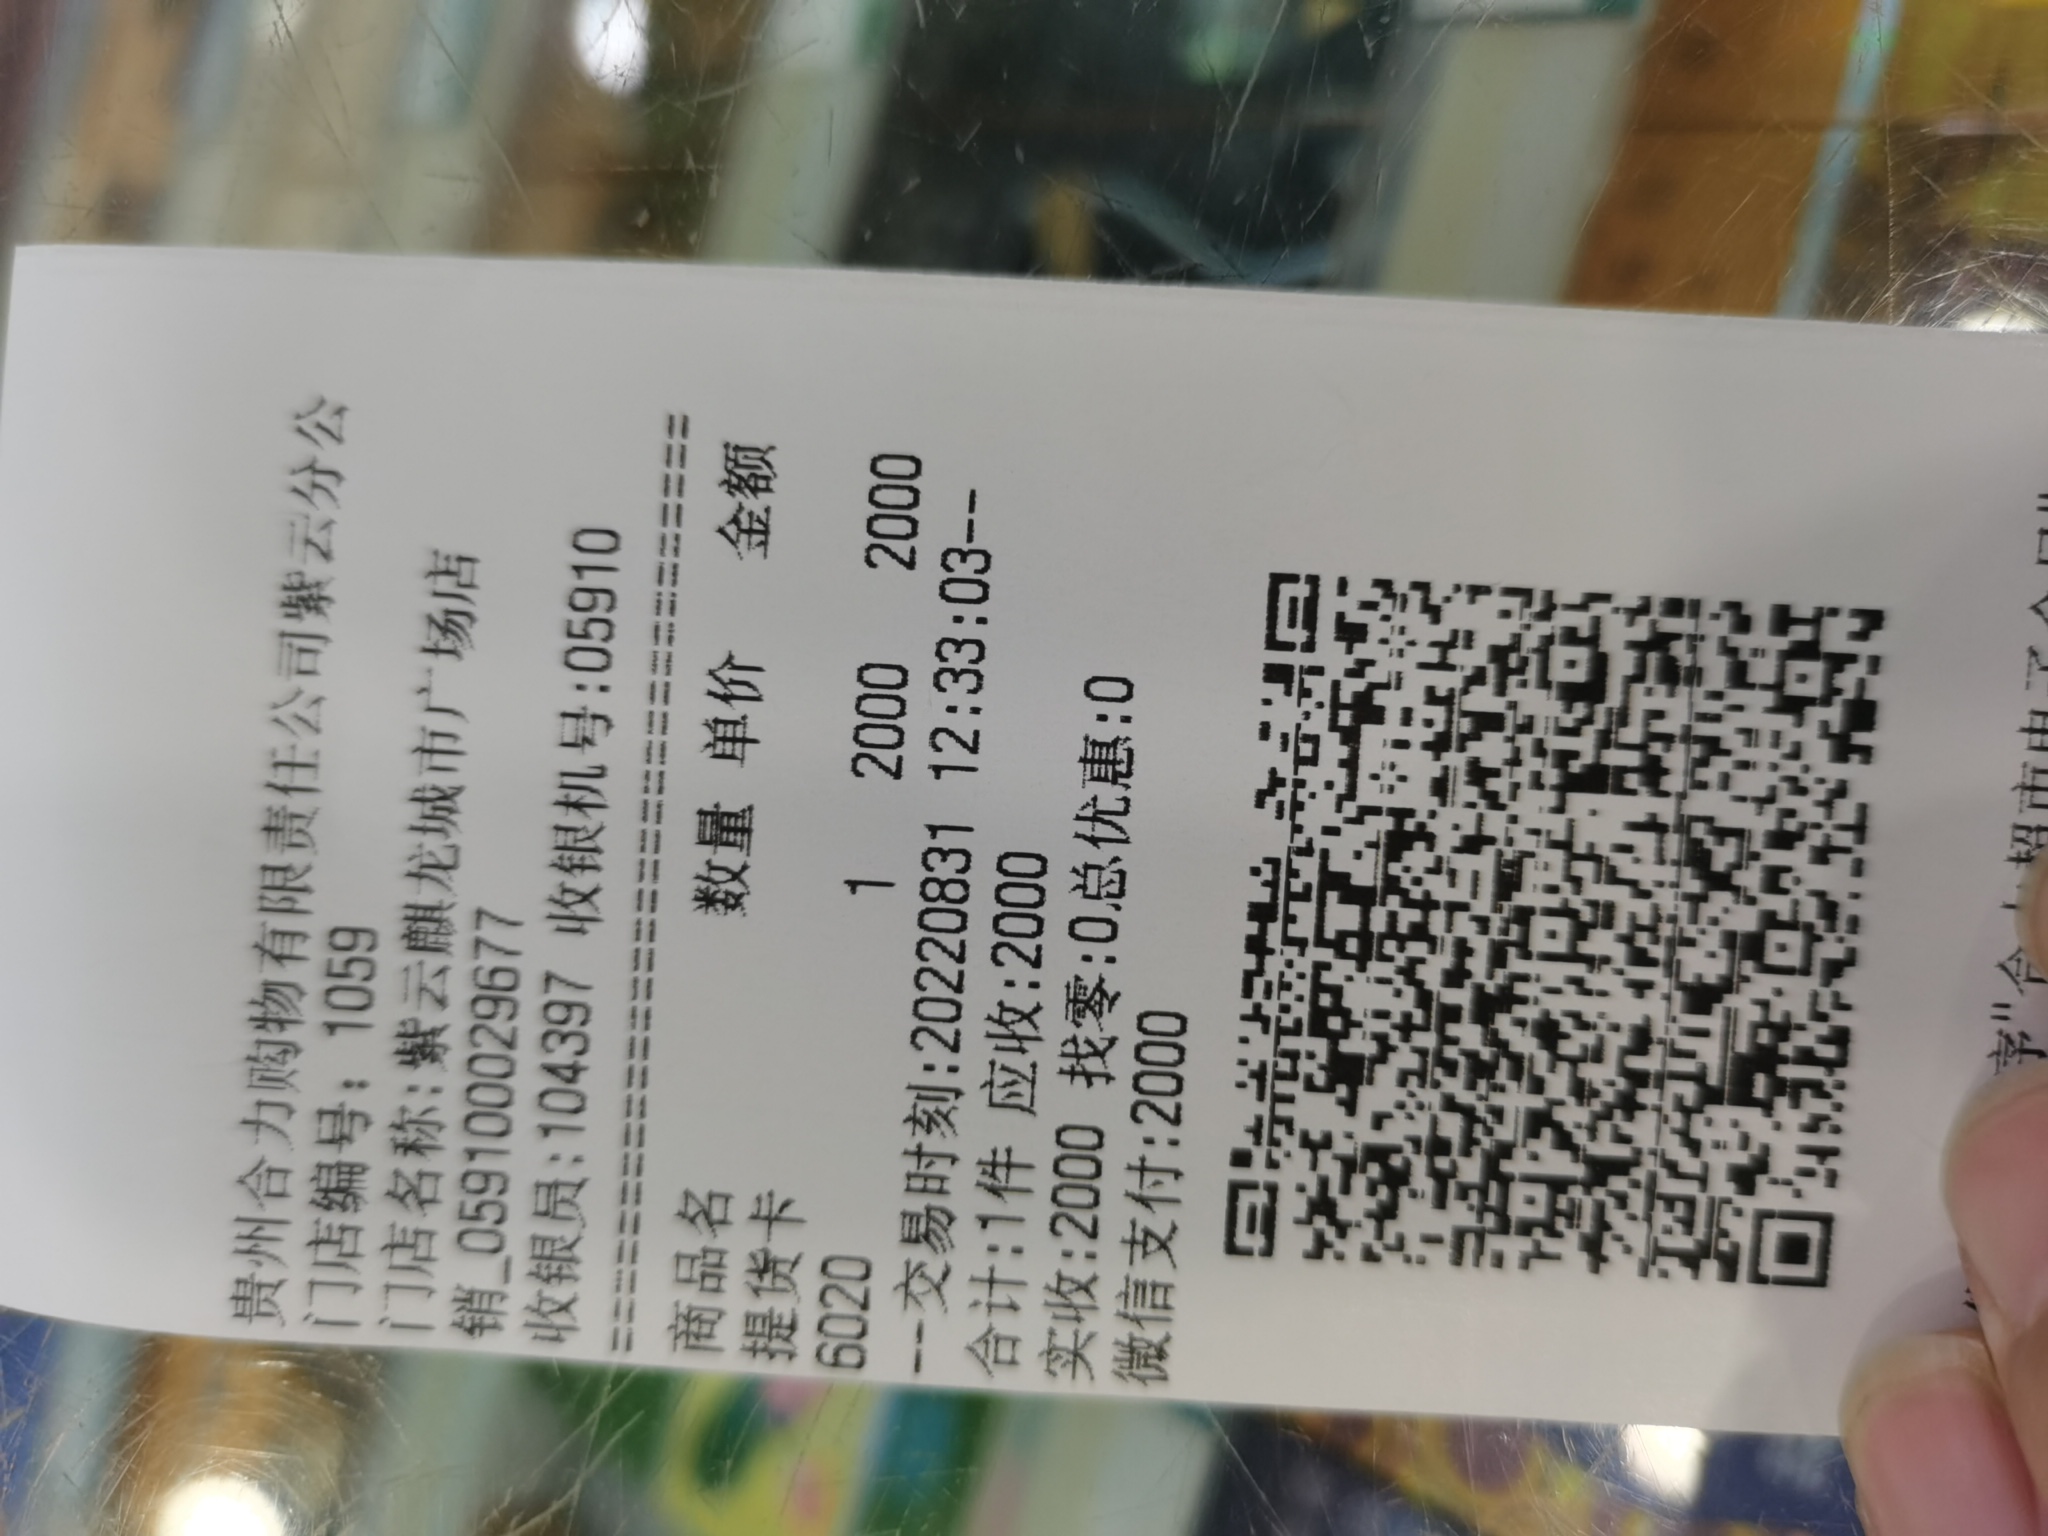 贵州合力购物有限责任公司紫云分公
门店编号: 1059
门店名称:紫云麒龙城市广场店
销_0591000029677
收银员:104397 收银机号:05910
商品名 数量 单价 金额
提货卡
6020 1 2000 2000
--交易时刻:20220831 12:33:03--
合计:1件 应收:2000
实收:2000 找零:0总优惠:0
微信支付:2000